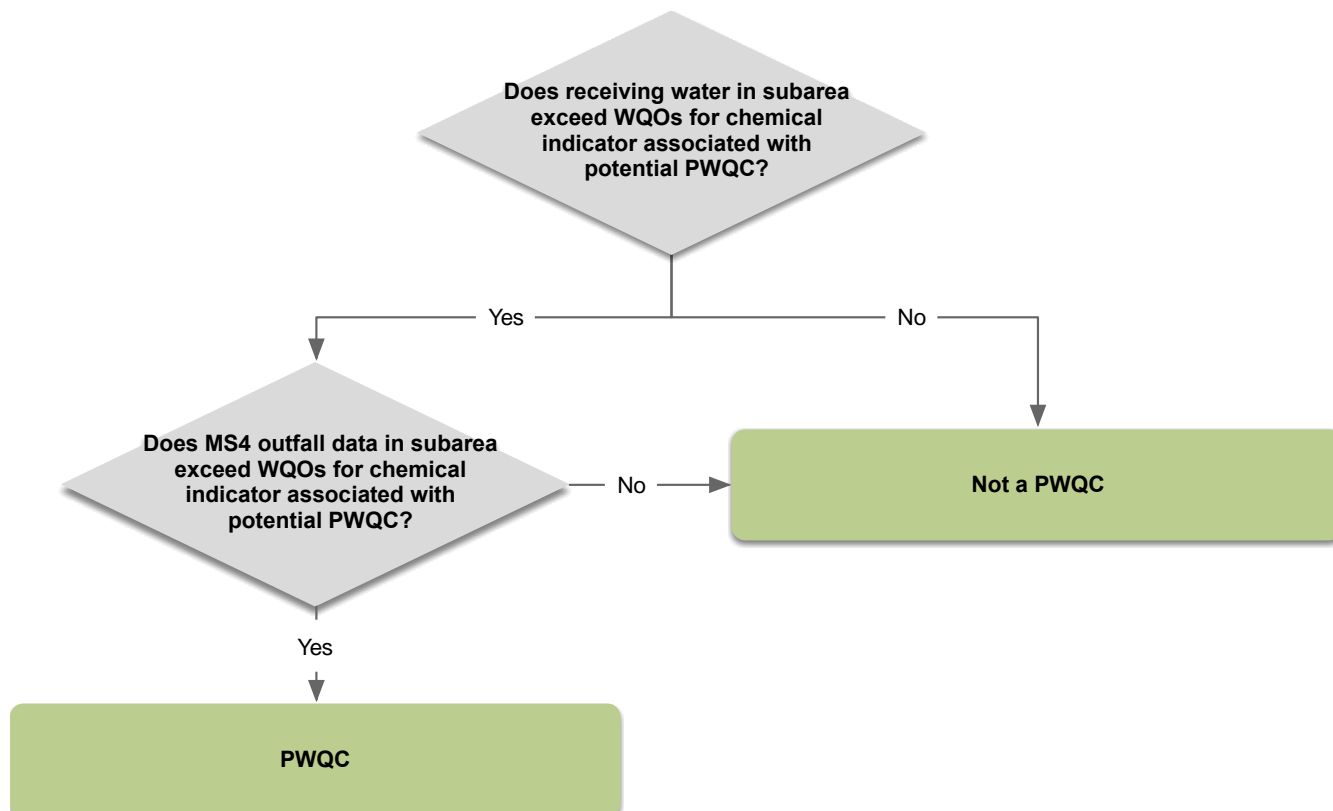 Does receiving water in subarea
exceed WQOs for chemical
indicator associated with
potential PWQC?
Yes
No
Does MS4 outfall data in subarea
exceed WQOs for chemical
indicator associated with
potential PWQC?
No
Not a PWQC
Yes
PWQC